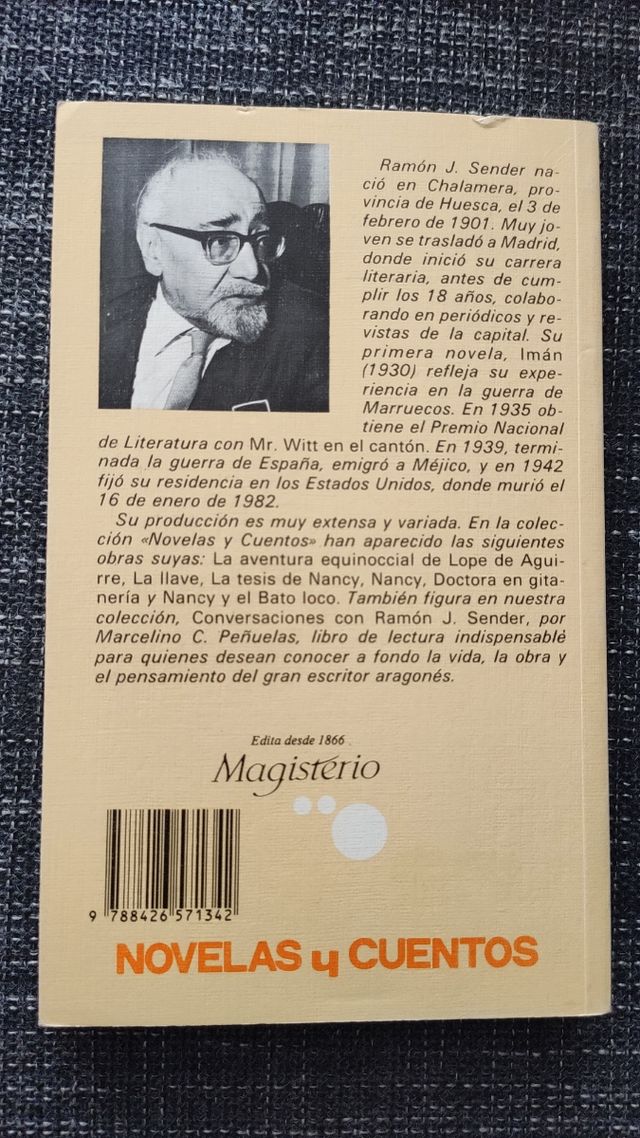 Ramón J. Sender na-
ció en Chalamera, pro-
vincia de Huesca, el 3 de
febrero de 1901. Muy jo-
ven se trasladó a Madrid,
donde inició su carrera
literaria, antes de cum-
plir los 18 años, colabo-
rando en periódicos y re-
vistas de la capital. Su
primera novela, Imán
(1930) refleja su expe-
riencia en la guerra de
Marruecos. En 1935 ob-
tiene el Premio Nacional
de Literatura con Mr. Witt en el cantón. En 1939, termi-
nada la guerra de España, emigró a Méjico, y en 1942
fijó su residencia en los Estados Unidos, donde murió el
16 de enero de 1982.
Su producción es muy extensa y variada. En la colec-
ción «Novelas y Cuentos» han aparecido las siguientes
obras suyas: La aventura equinoccial de Lope de Agui-
rre, La llave, La tesis de Nancy, Nancy, Doctora en gita-
nería y Nancy y el Bato loco. También figura en nuestra
colección, Conversaciones con Ramón J. Sender, por
Marcelino C. Peñuelas, libro de lectura indispensable
para quienes desean conocer a fondo la vida, la obra y
el pensamiento del gran escritor aragonés.
Edita desde 1866
Magisterio
9 788426 571342
NOVELAS y CUENTOS